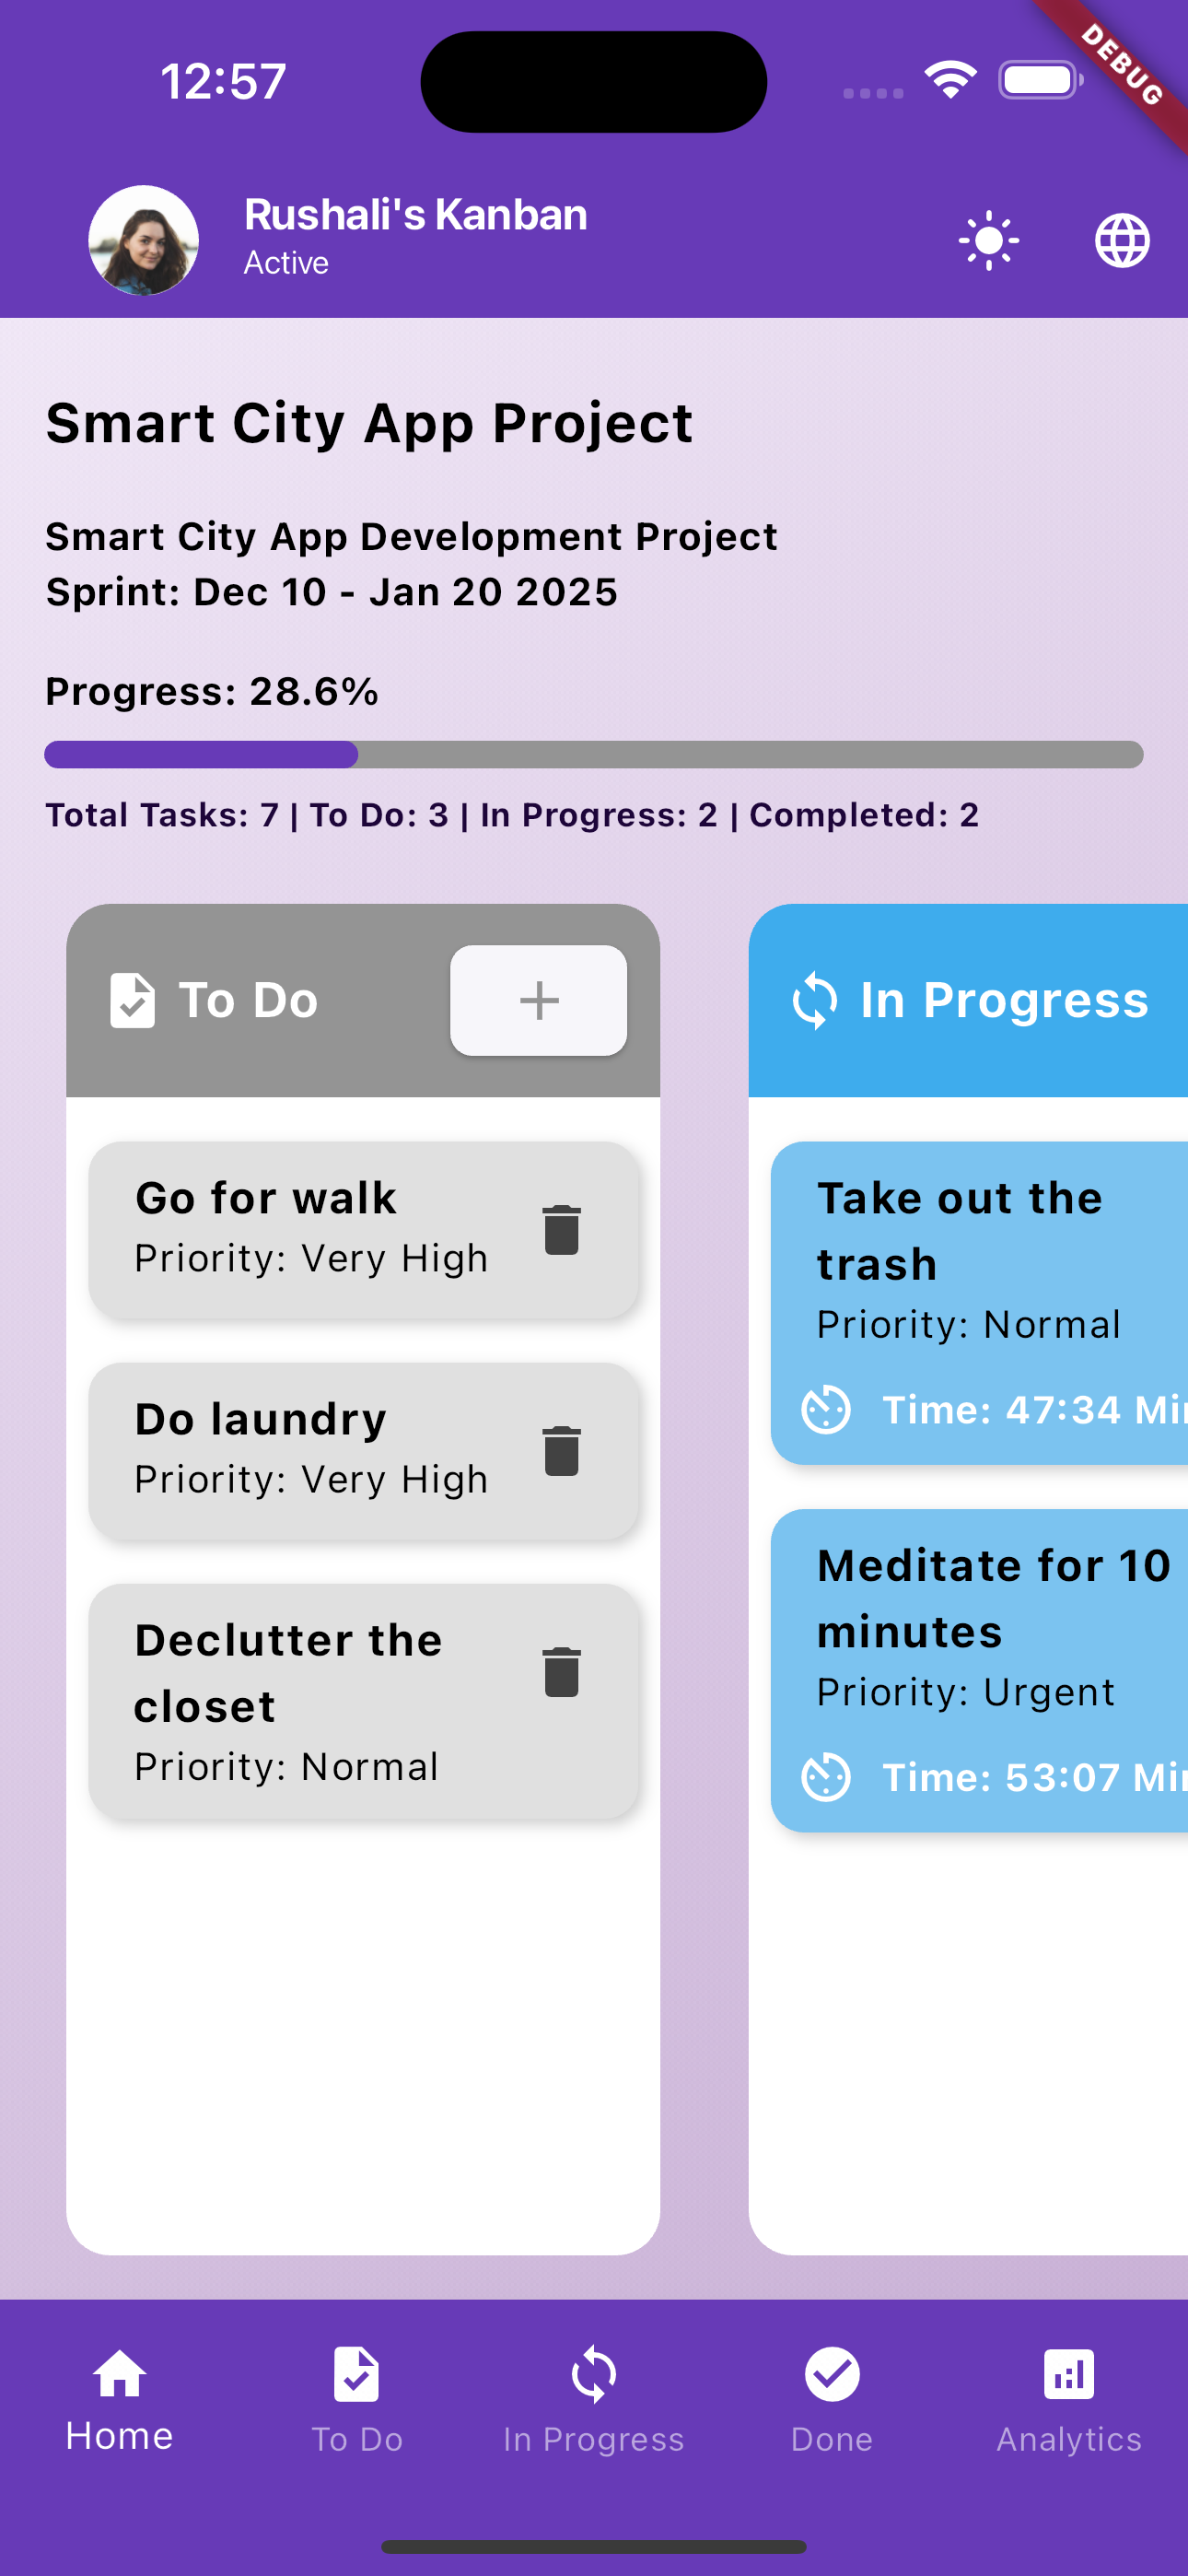 12:57
DEBUG
Rushali's Kanban
Active
Smart City App Project
Smart City App Development Project
Sprint: Dec 10 - Jan 20 2025
Progress: 28.6%
Total Tasks: 7 | To Do: 3 | In Progress: 2 | Completed: 2
To Do
Go for walk
Priority: Very High
Do laundry
Priority: Very High
Declutter the
closet
Priority: Normal
In Progress
Take out the
trash
Priority: Normal
Time: 47:34
Meditate for 10
minutes
Priority: Urgent
Time: 53:07
Home
To Do
In Progress
Done
Analytics